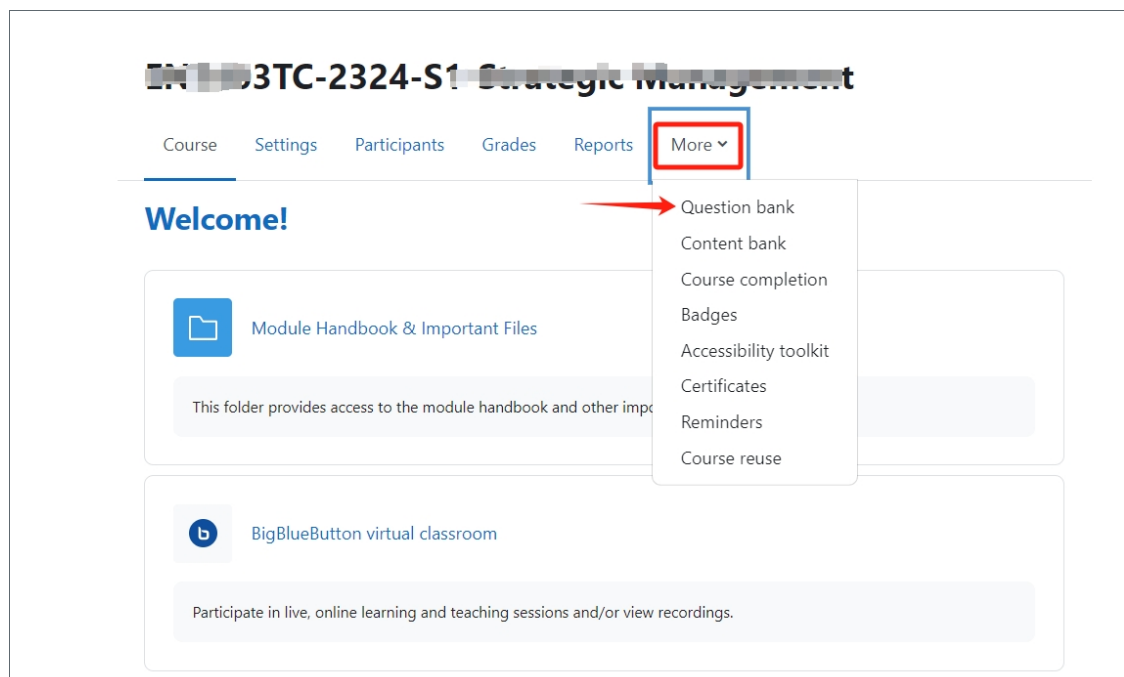 3TC-2324-S1 Strategic Management
Course Settings Participants Grades Reports More
Question bank
Content bank
Course completion
Badges
Accessibility toolkit
Certificates
Reminders
Course reuse
Welcome!
Module Handbook & Important Files
This folder provides access to the module handbook and other
BigBlueButton virtual classroom
Participate in live, online learning and teaching sessions and/or view recordings.